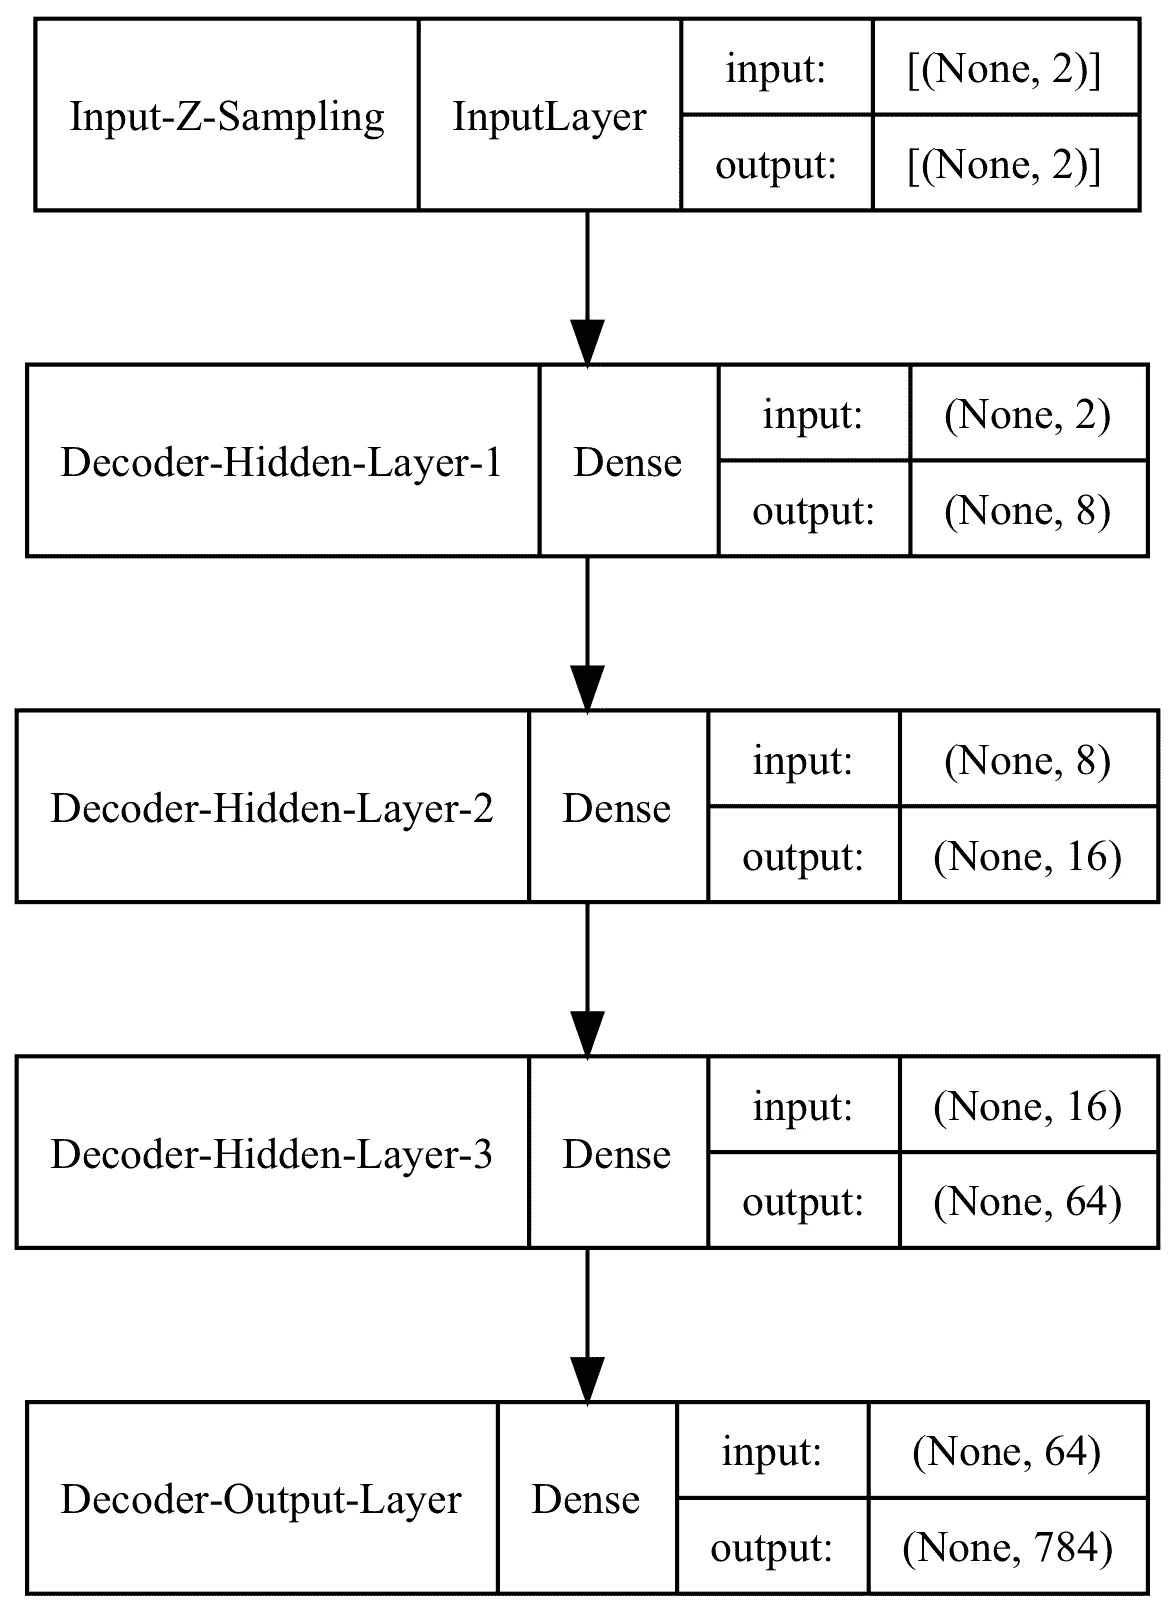 Input-Z-Sampling InputLayer input: [(None, 2)]
output: [(None, 2)]
Decoder-Hidden-Layer-1 Dense input: (None, 2)
output: (None, 8)
Decoder-Hidden-Layer-2 Dense input: (None, 8)
output: (None, 16)
Decoder-Hidden-Layer-3 Dense input: (None, 16)
output: (None, 64)
Decoder-Output-Layer Dense input: (None, 64)
output: (None, 784)